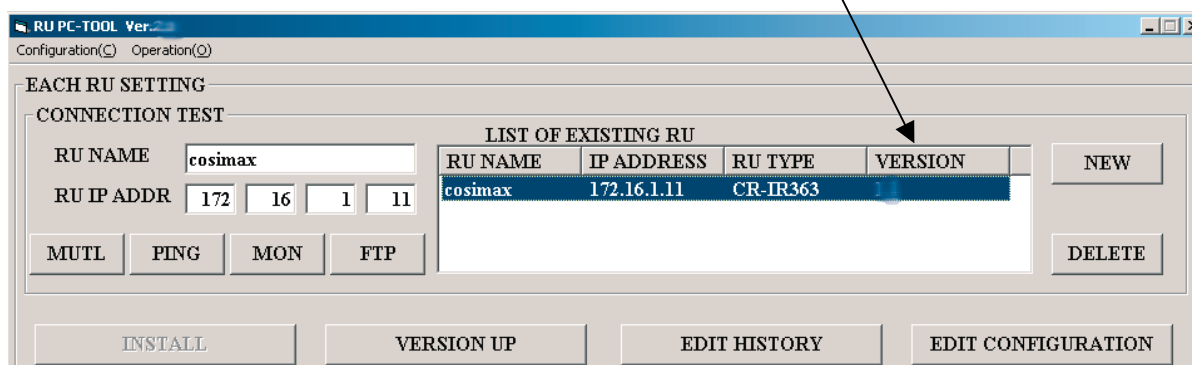 RU PC-TOOL Ver.
Configuration(C) Operation(O)
EACH RU SETTING
CONNECTION TEST
LIST OF EXISTING RU
RU NAME cosimax
RU IP ADDR 172 16 1 11
RU NAME IP ADDRESS RU TYPE VERSION
cosimax 172.16.1.11 CR-IR363
NEW
MUTL PING MON FTP
DELETE
INSTALL VERSION UP EDIT HISTORY EDIT CONFIGURATION